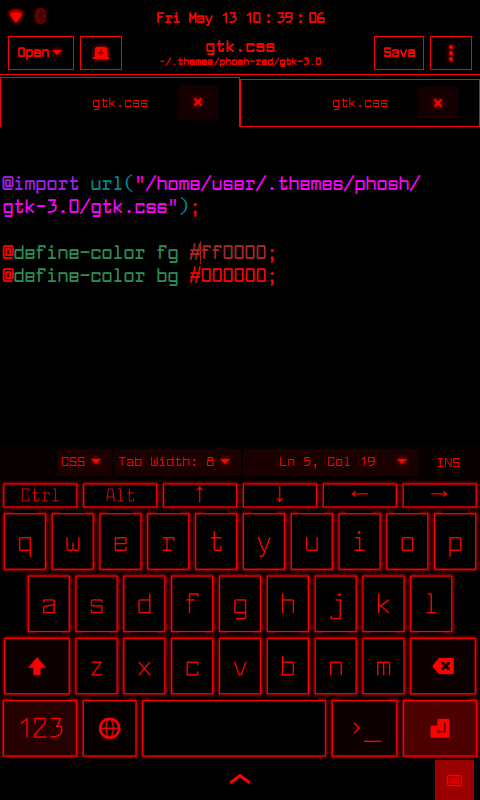 Fri May 13 10:39:06
Open
gtk.css
~/.themes/phosh-red/gtk-3.0
Save
gtk.css
gtk.css
@import url("/home/user/.themes/phosh/
gtk-3.0/gtk.css");
@define-color fg #ff0000;
@define-color bg #000000;
CSS
Tab Width: 8
Ln 5, Col 19
INS
Ctrl Alt ↑ ↓ ← →
q w e r t y u i o p
a s d f g h j k l
z x c v b n m
123 >_